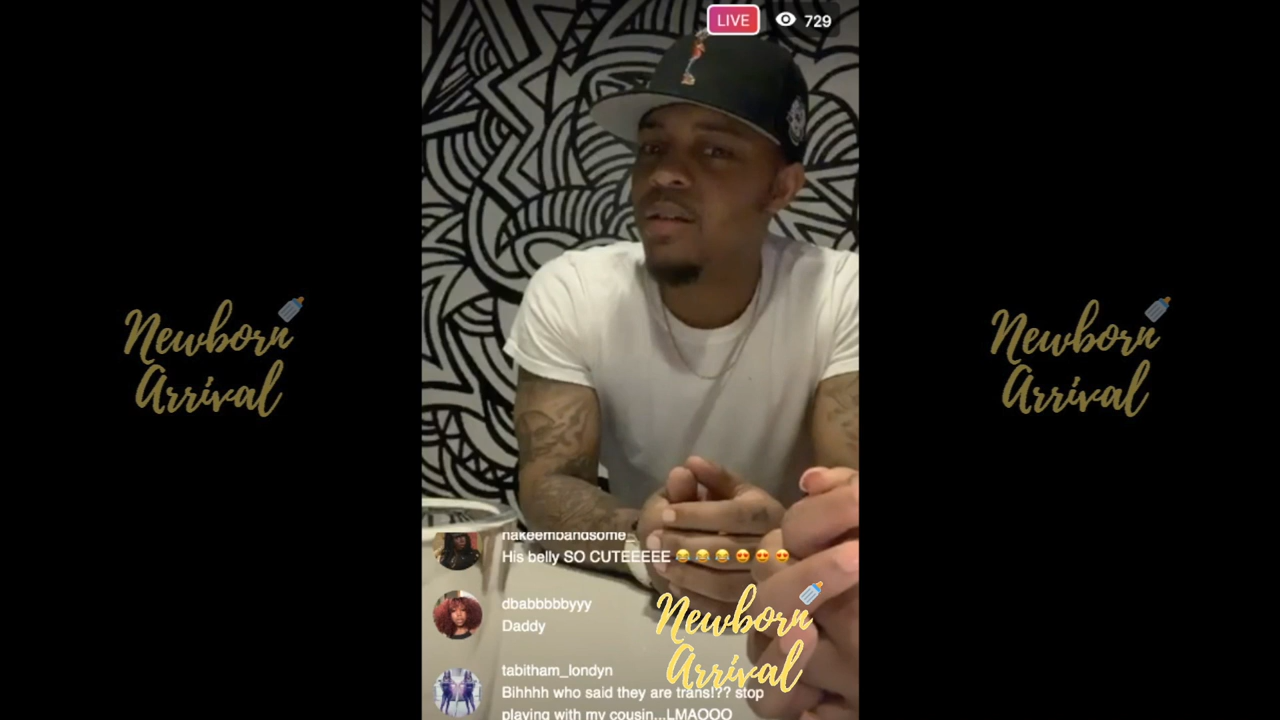 LIVE 729
Newborn
Arrival
Newborn
Arrival
nakeembandsome_
His belly SO CUTEEEEE 😂😂😂😍😍😍
dbabbbbbyyy
Daddy
Newborn
Arrival
tabitham_londyn
Bihhhh who said they are trans!?? stop
playing with my cousin...LMAOOO